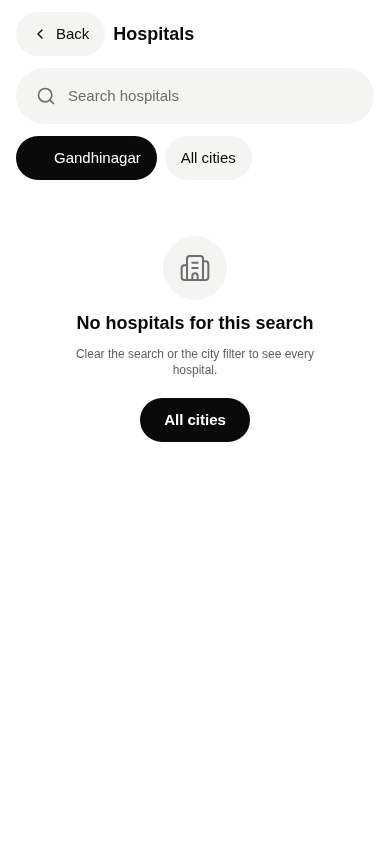 Back
Hospitals
Search hospitals
Gandhinagar
All cities
No hospitals for this search
Clear the search or the city filter to see every
hospital.
All cities